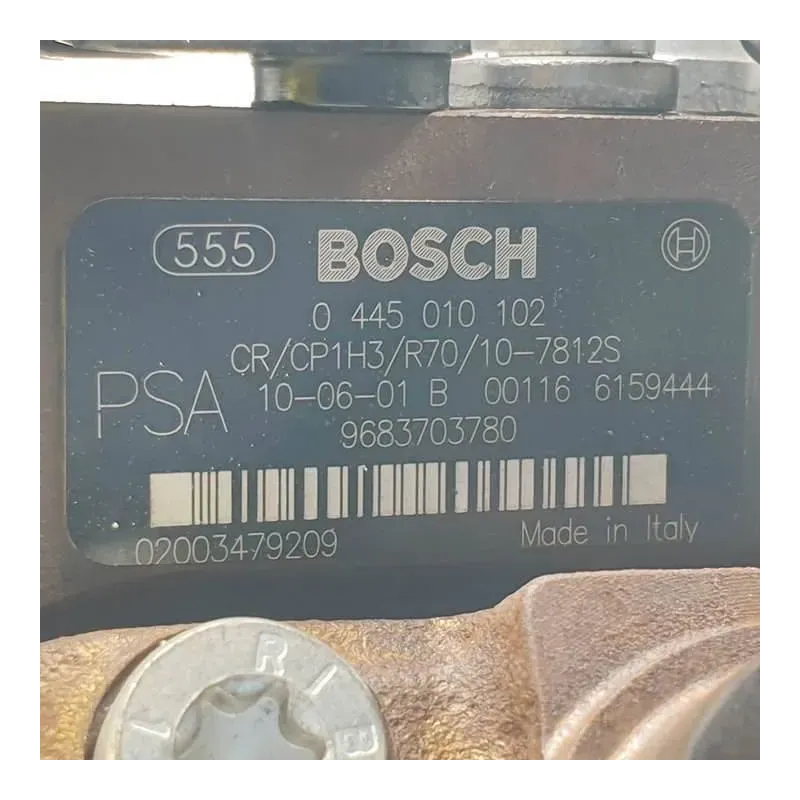 555 BOSCH H
0 445 010 102
CR/CP1H3/R70/10-7812S
PSA 10-06-01 B 00116 6159444
9683703780
02003479209 Made in Italy
RIB